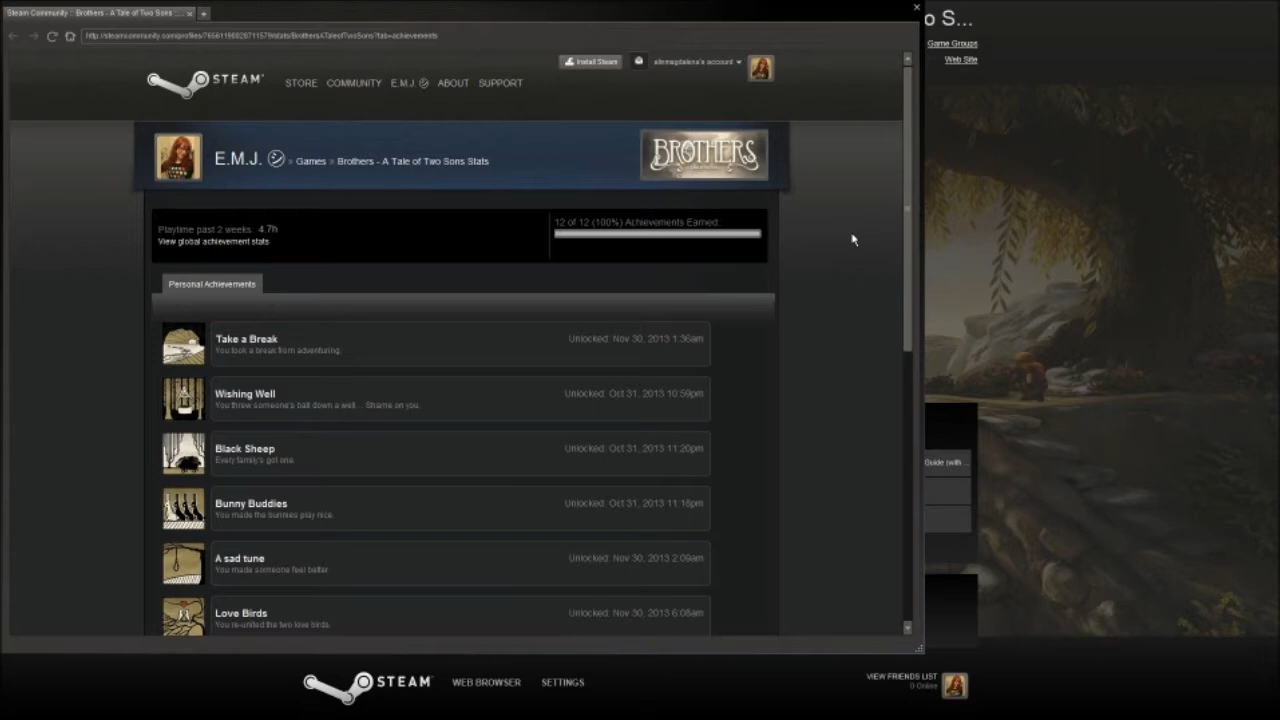 Steam Community :: Brothers - A Tale of Two Sons ::...
o S...
Game Groups
Web Site
Install Steam
account
STEAM
STORE COMMUNITY E.M.J. ABOUT SUPPORT
E.M.J. » Games » Brothers - A Tale of Two Sons Stats
BROTHERS
Playtime past 2 weeks: 4.7h
View global achievement stats
12 of 12 (100%) Achievements Earned:
Personal Achievements
Take a Break
You took a break from adventuring.
Unlocked: Nov 30, 2013 1:36am
Wishing Well
You threw someone's ball down a well... Shame on you.
Unlocked: Oct 31, 2013 10:59pm
Black Sheep
Every family's got one.
Unlocked: Oct 31, 2013 11:20pm
Bunny Buddies
You made the bunnies play nice.
Unlocked: Oct 31, 2013 11:18pm
A sad tune
You made someone feel better
Unlocked: Nov 30, 2013 2:09am
Love Birds
You re-united the two love birds.
Unlocked: Nov 30, 2013 6:08am
Guide (with ...
STEAM
WEB BROWSER SETTINGS
VIEW FRIENDS LIST
0 Online